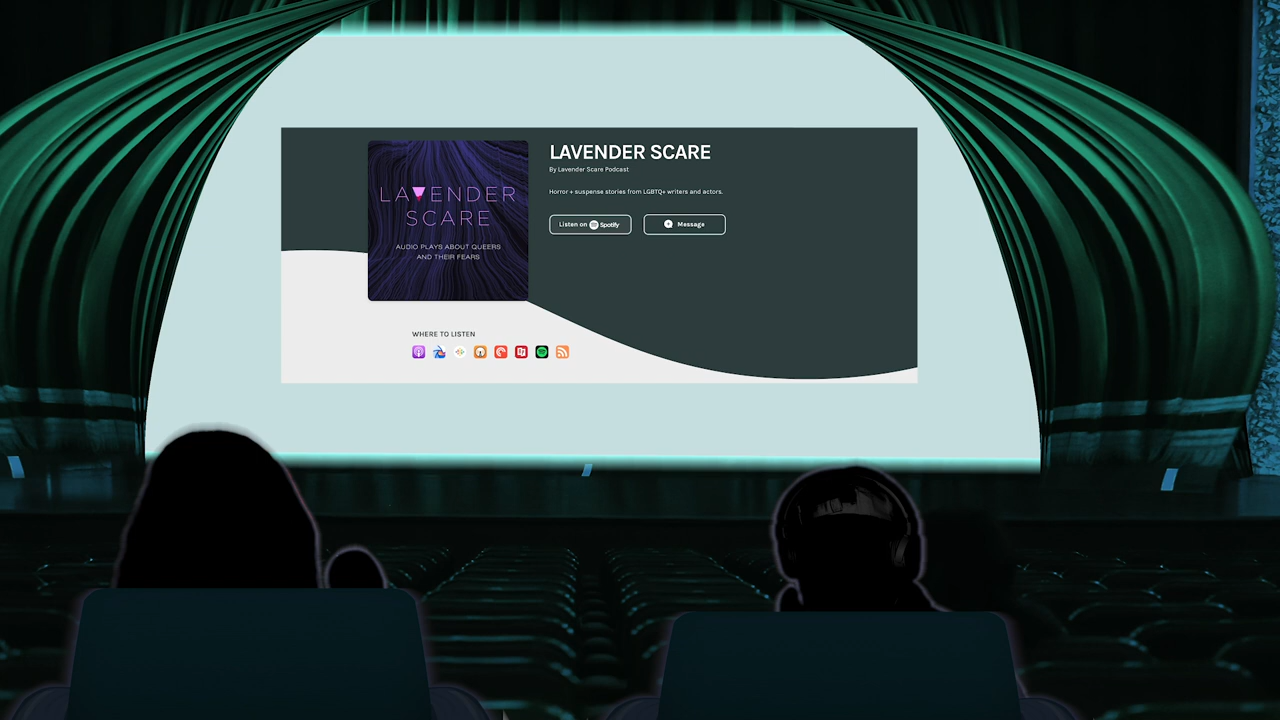 LAVENDER
SCARE
AUDIO PLAYS ABOUT QUEERS
AND THEIR FEARS
LAVENDER SCARE
By Lavender Scare Podcast
Horror + suspense stories from LGBTQ+ writers and actors.
Listen on Spotify
Message
WHERE TO LISTEN